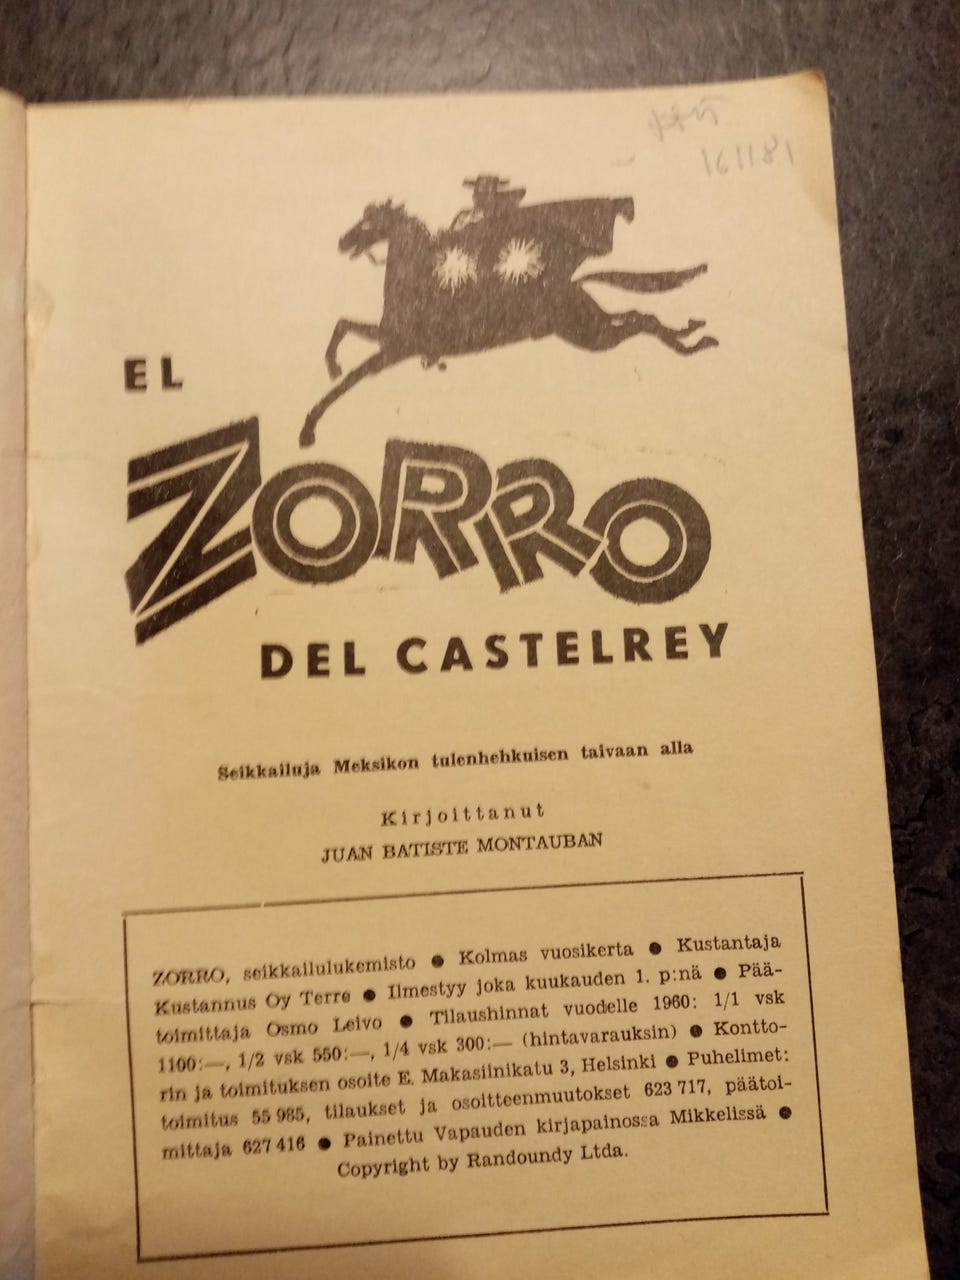 161181
EL
ZORRO
DEL CASTELREY
Seikkailuja Meksikon tulenhehkuisen taivaan alla
Kirjoittanut
JUAN BATISTE MONTAUBAN
ZORRO, seikkailulukemisto ● Kolmas vuosikerta ● Kustantaja
Kustannus Oy Terre ● Ilmestyy joka kuukauden 1. p:nä ● Pää-
toimittaja Osmo Leivo ● Tilaushinnat vuodelle 1960: 1/1 vsk
1100:—, 1/2 vsk 550:—, 1/4 vsk 300:— (hintavarauksin) ● Kontto-
rin ja toimituksen osoite E. Makasiinikatu 3, Helsinki ● Puhelimet:
toimitus 55 985, tilaukset ja osoitteenmuutokset 623 717, päätoi-
mittaja 627 416 ● Painettu Vapauden kirjapainossa Mikkelissä ●
Copyright by Randoundy Ltda.